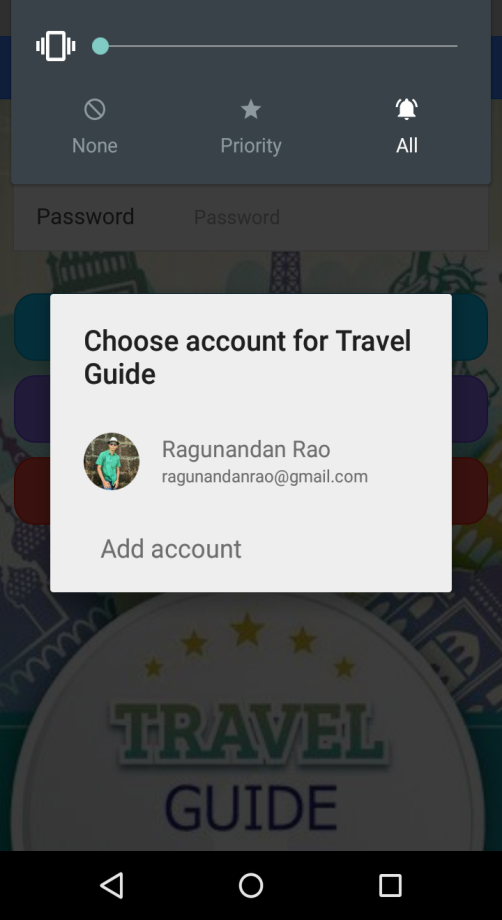 None Priority All
Password Password
Choose account for Travel
Guide
Ragunandan Rao
ragunandanrao@gmail.com
Add account
TRAVEL
GUIDE